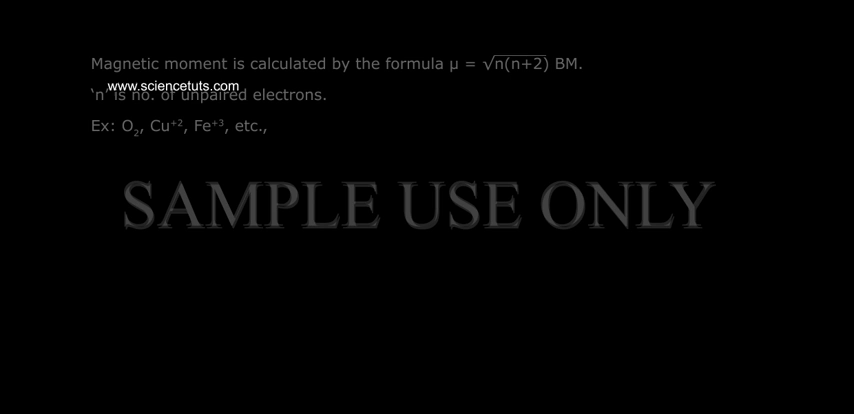 Magnetic moment is calculated by the formula μ = √n(n+2) BM.
www.sciencetuts.com
‘n’ is no. of unpaired electrons.
Ex: O₂, Cu⁺², Fe⁺³, etc.,
SAMPLE USE ONLY